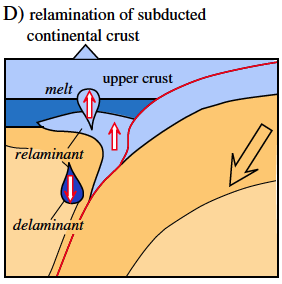 D) relamination of subducted
continental crust
upper crust
melt
relaminant
delaminant